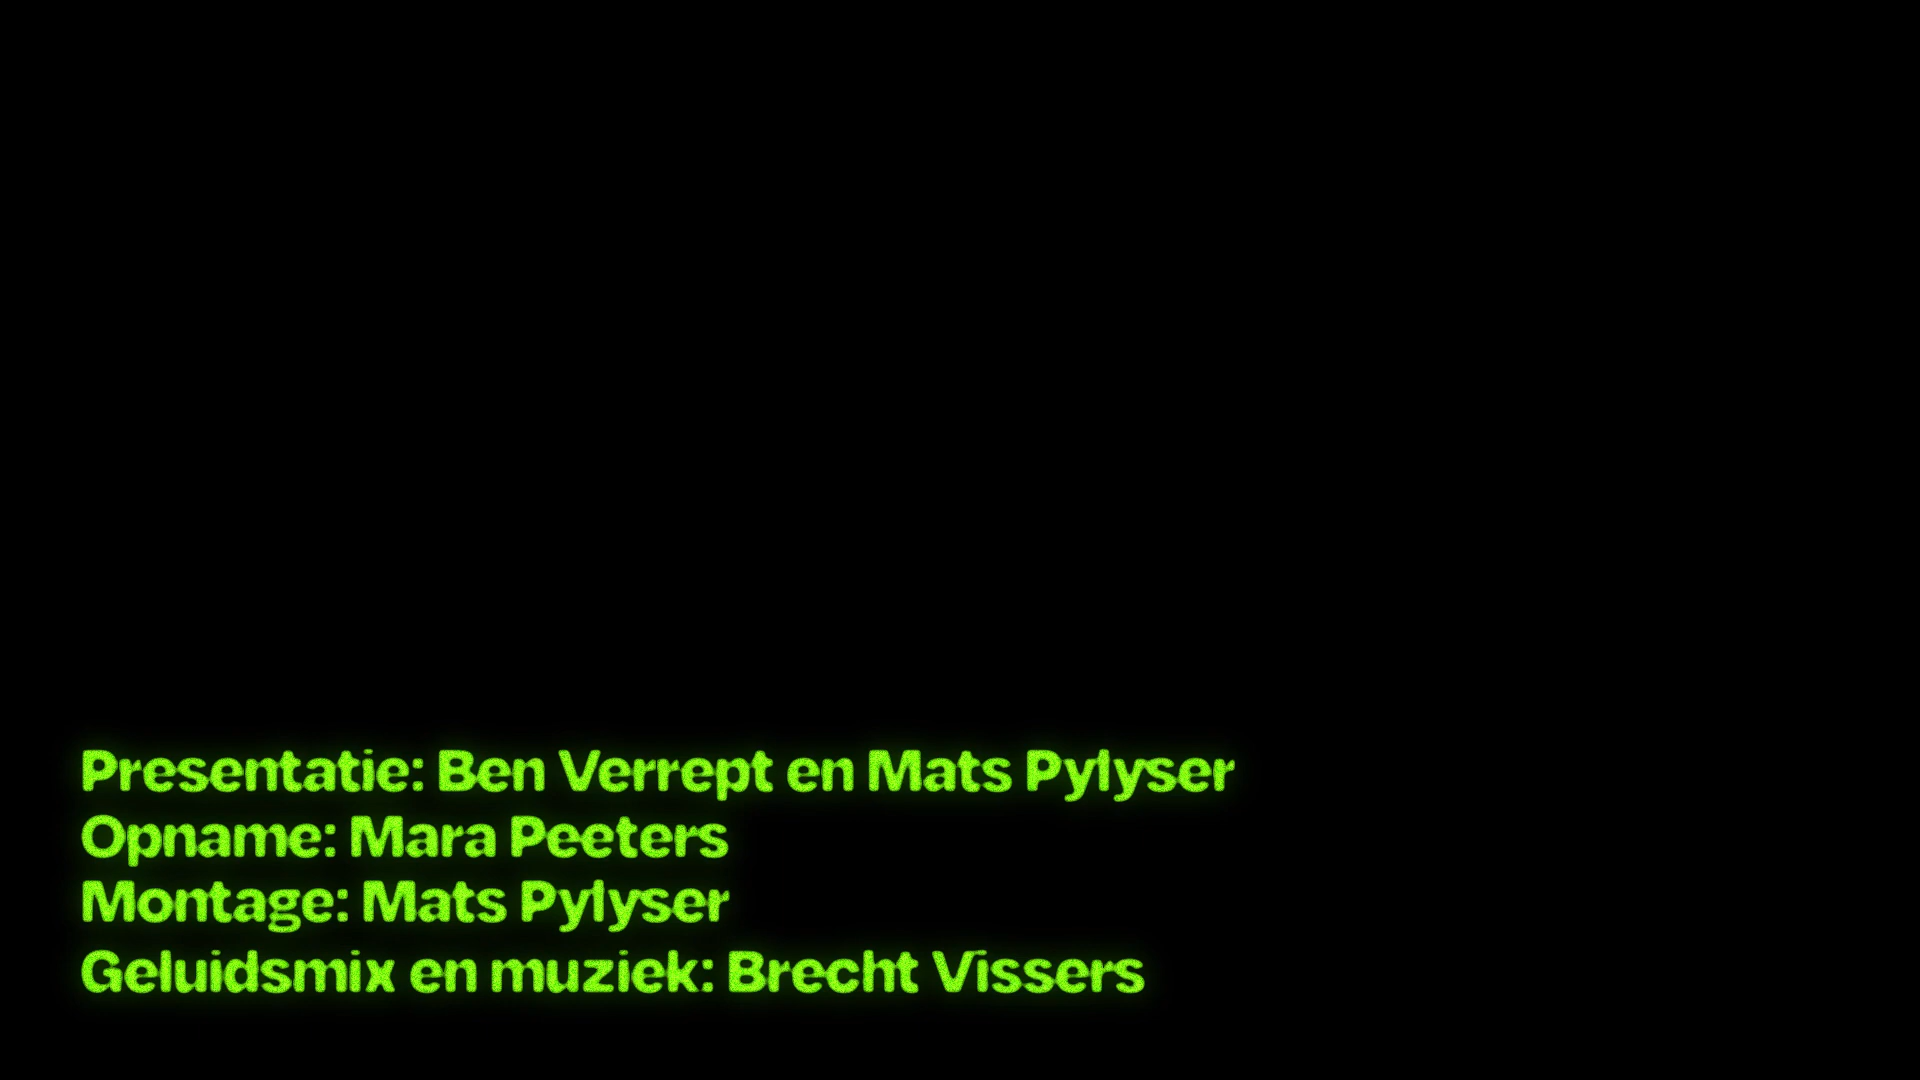 Presentatie: Ben Verrept en Mats Pylyser
Opname: Mara Peeters
Montage: Mats Pylyser
Geluidsmix en muziek: Brecht Vissers